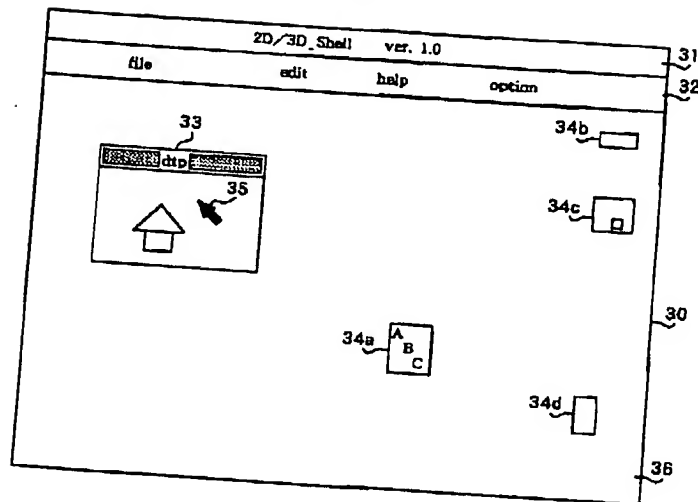 2D/3D_Shell ver. 1.0
31
file edit help option
32
33
34b
dtp
35
34c
30
34a
A
B
C
34d
36